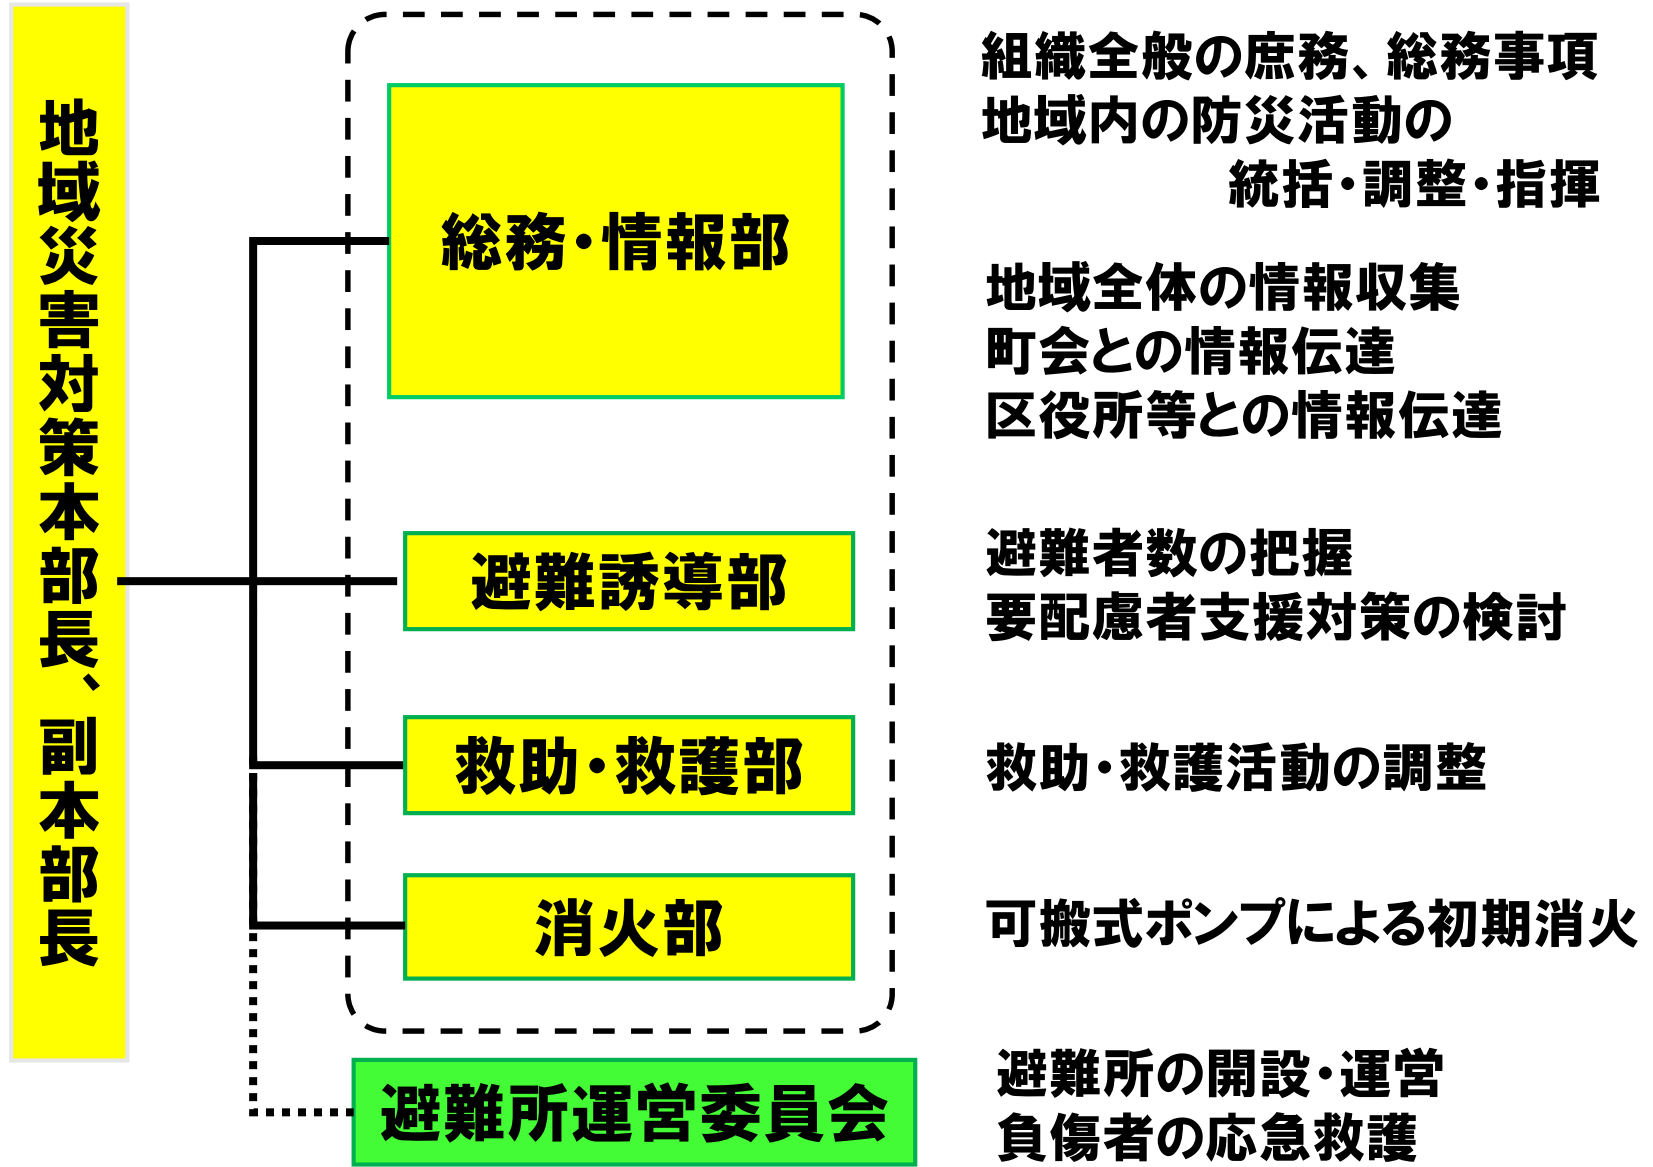 地域災害対策本部長、副本部長
総務・情報部
組織全般の庶務、総務事項
地域内の防災活動の
統括・調整・指揮
地域全体の情報収集
町会との情報伝達
区役所等との情報伝達
避難誘導部
避難者数の把握
要配慮者支援対策の検討
救助・救護部
救助・救護活動の調整
消火部
可搬式ポンプによる初期消火
避難所運営委員会
避難所の開設・運営
負傷者の応急救護